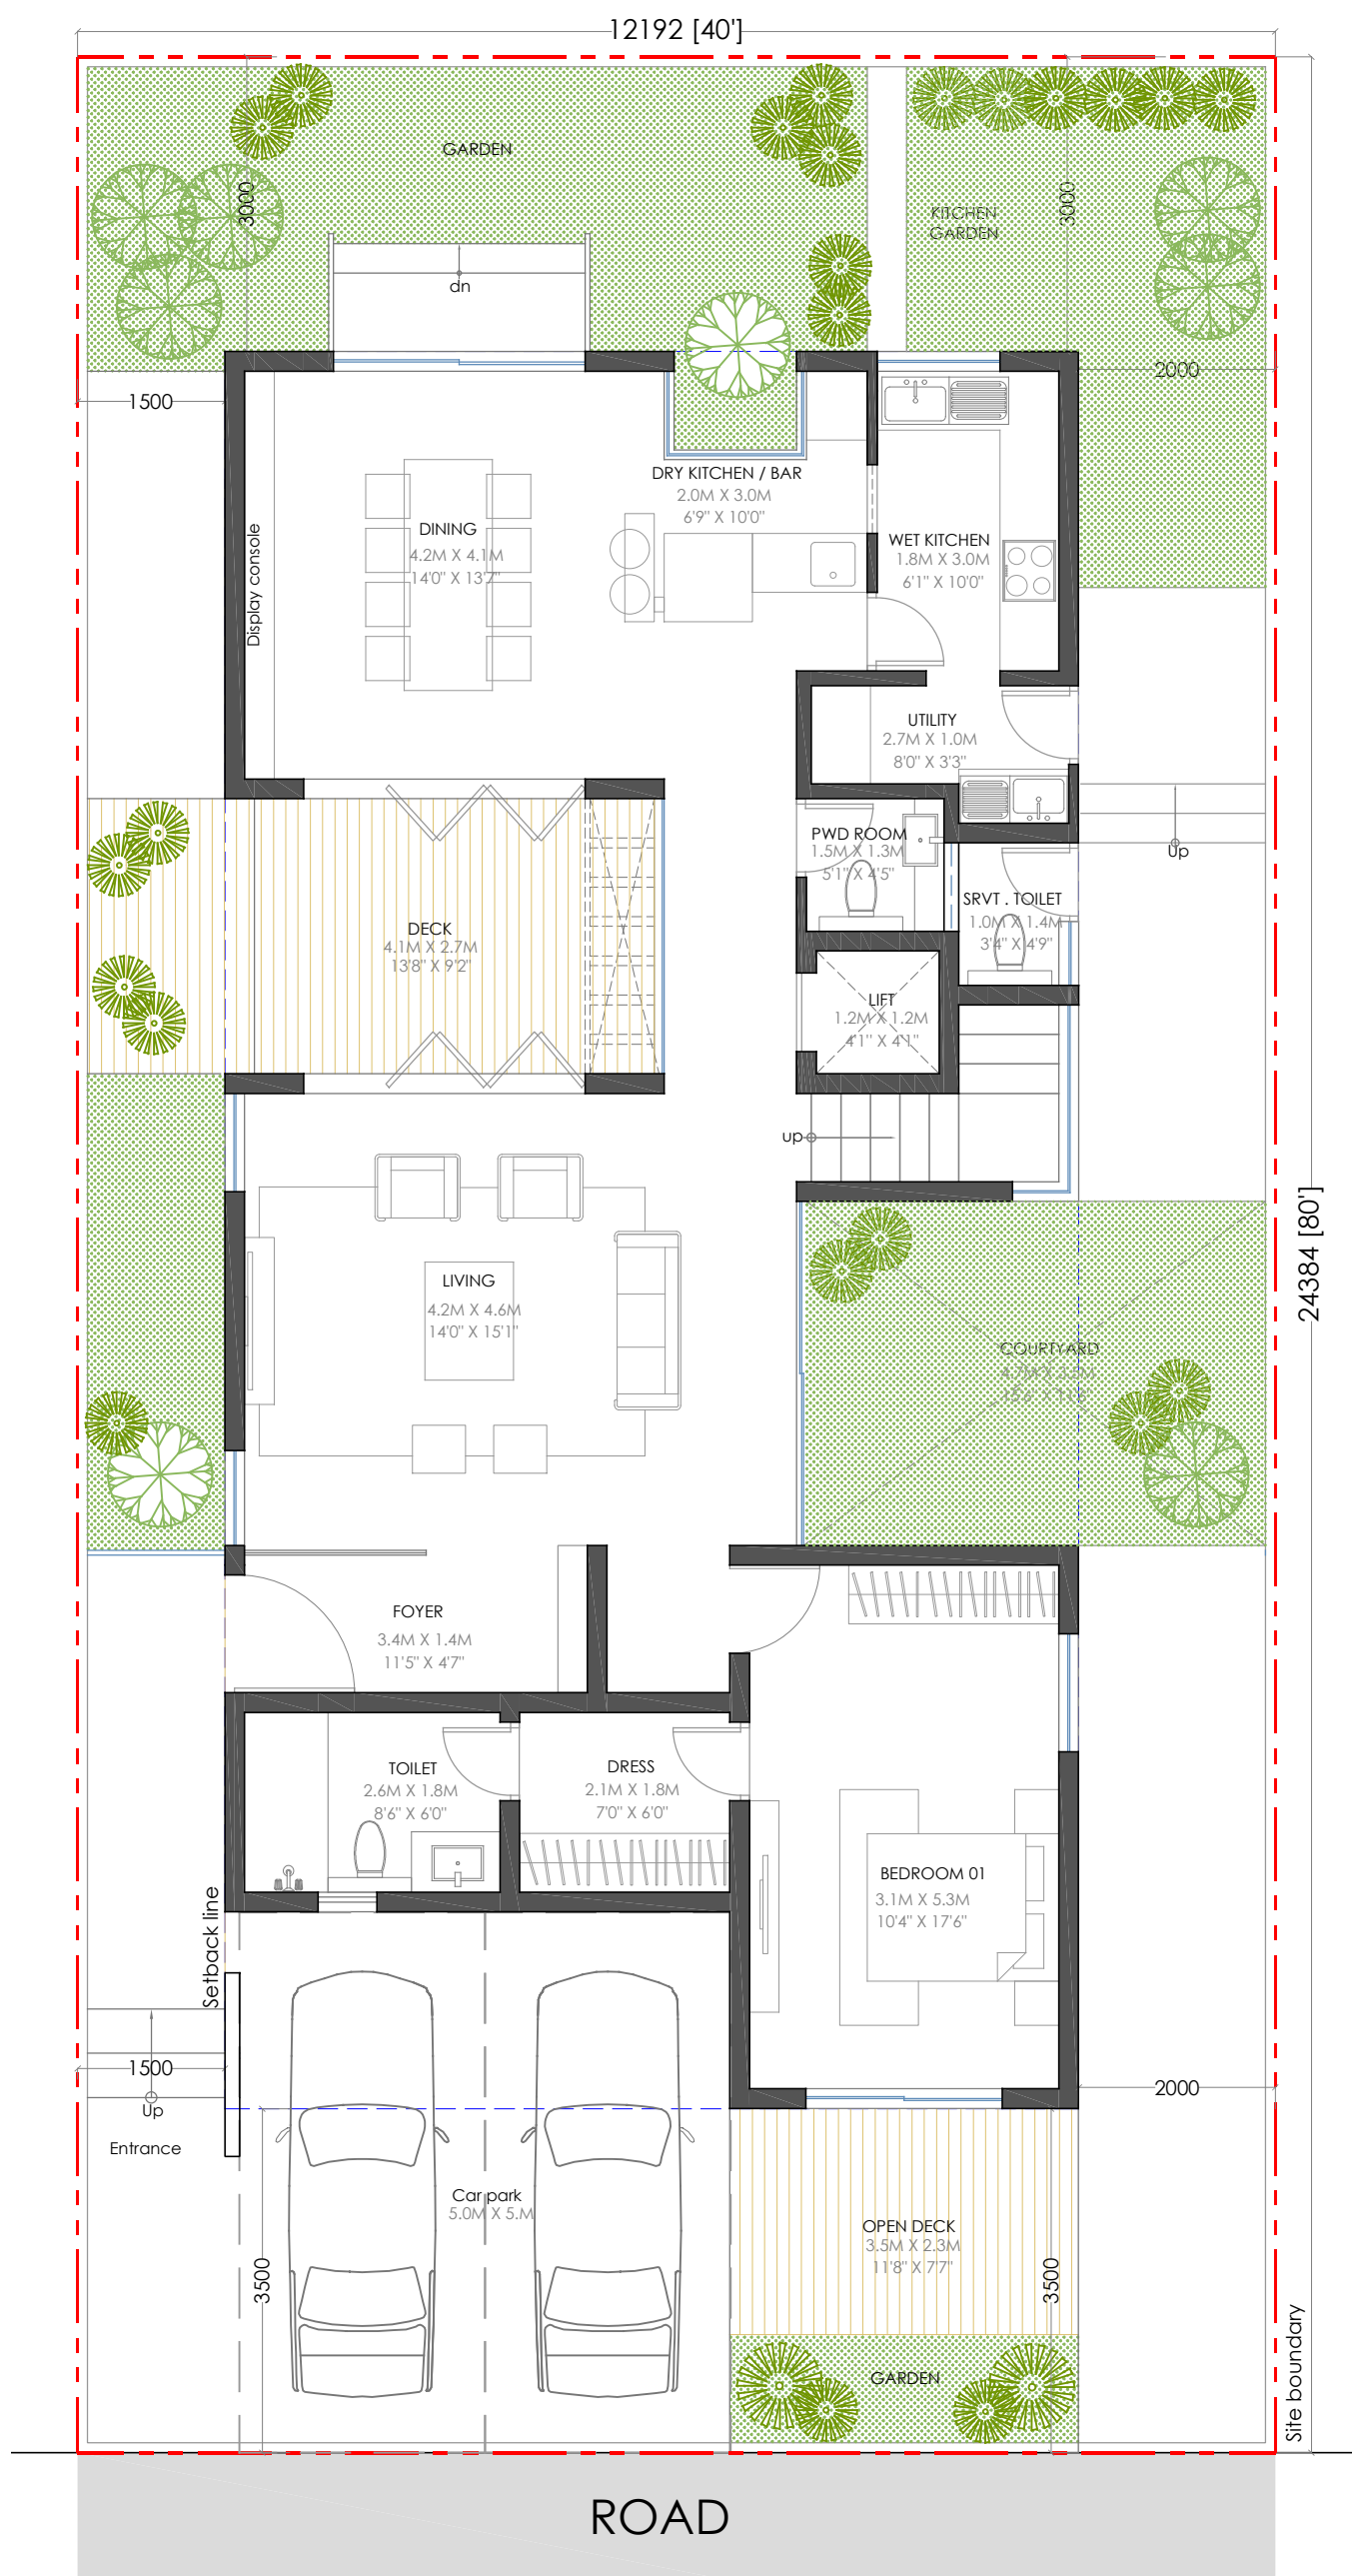 12192 [40']
GARDEN
3000
3000
KITCHEN
GARDEN
dn
2000
1500
DRY KITCHEN / BAR
2.0M X 3.0M
6'9" X 10'0"
DINING
4.2M X 4.1M
14'0" X 13'7"
Display console
WET KITCHEN
1.8M X 3.0M
6'1" X 10'0"
UTILITY
2.7M X 1.0M
8'0" X 3'3"
PWD ROOM
1.5M X 1.3M
5'1" X 4'5"
Up
SRVT . TOILET
1.0M X 1.4M
3'4" X 4'9"
DECK
4.1M X 2.7M
13'8" X 9'2"
LIFT
1.2M X 1.2M
4'1" X 4'1"
up
24384 [80']
LIVING
4.2M X 4.6M
14'0" X 15'1"
COURTYARD
4.7M X 3.5M
15'6" X 11'6"
FOYER
3.4M X 1.4M
11'5" X 4'7"
TOILET
2.6M X 1.8M
8'6" X 6'0"
DRESS
2.1M X 1.8M
7'0" X 6'0"
BEDROOM 01
3.1M X 5.3M
10'4" X 17'6"
Setback line
1500
Up
Entrance
2000
Car park
5.0M X 5.M
OPEN DECK
3.5M X 2.3M
11'8" X 7'7"
3500
3500
GARDEN
Site boundary
ROAD